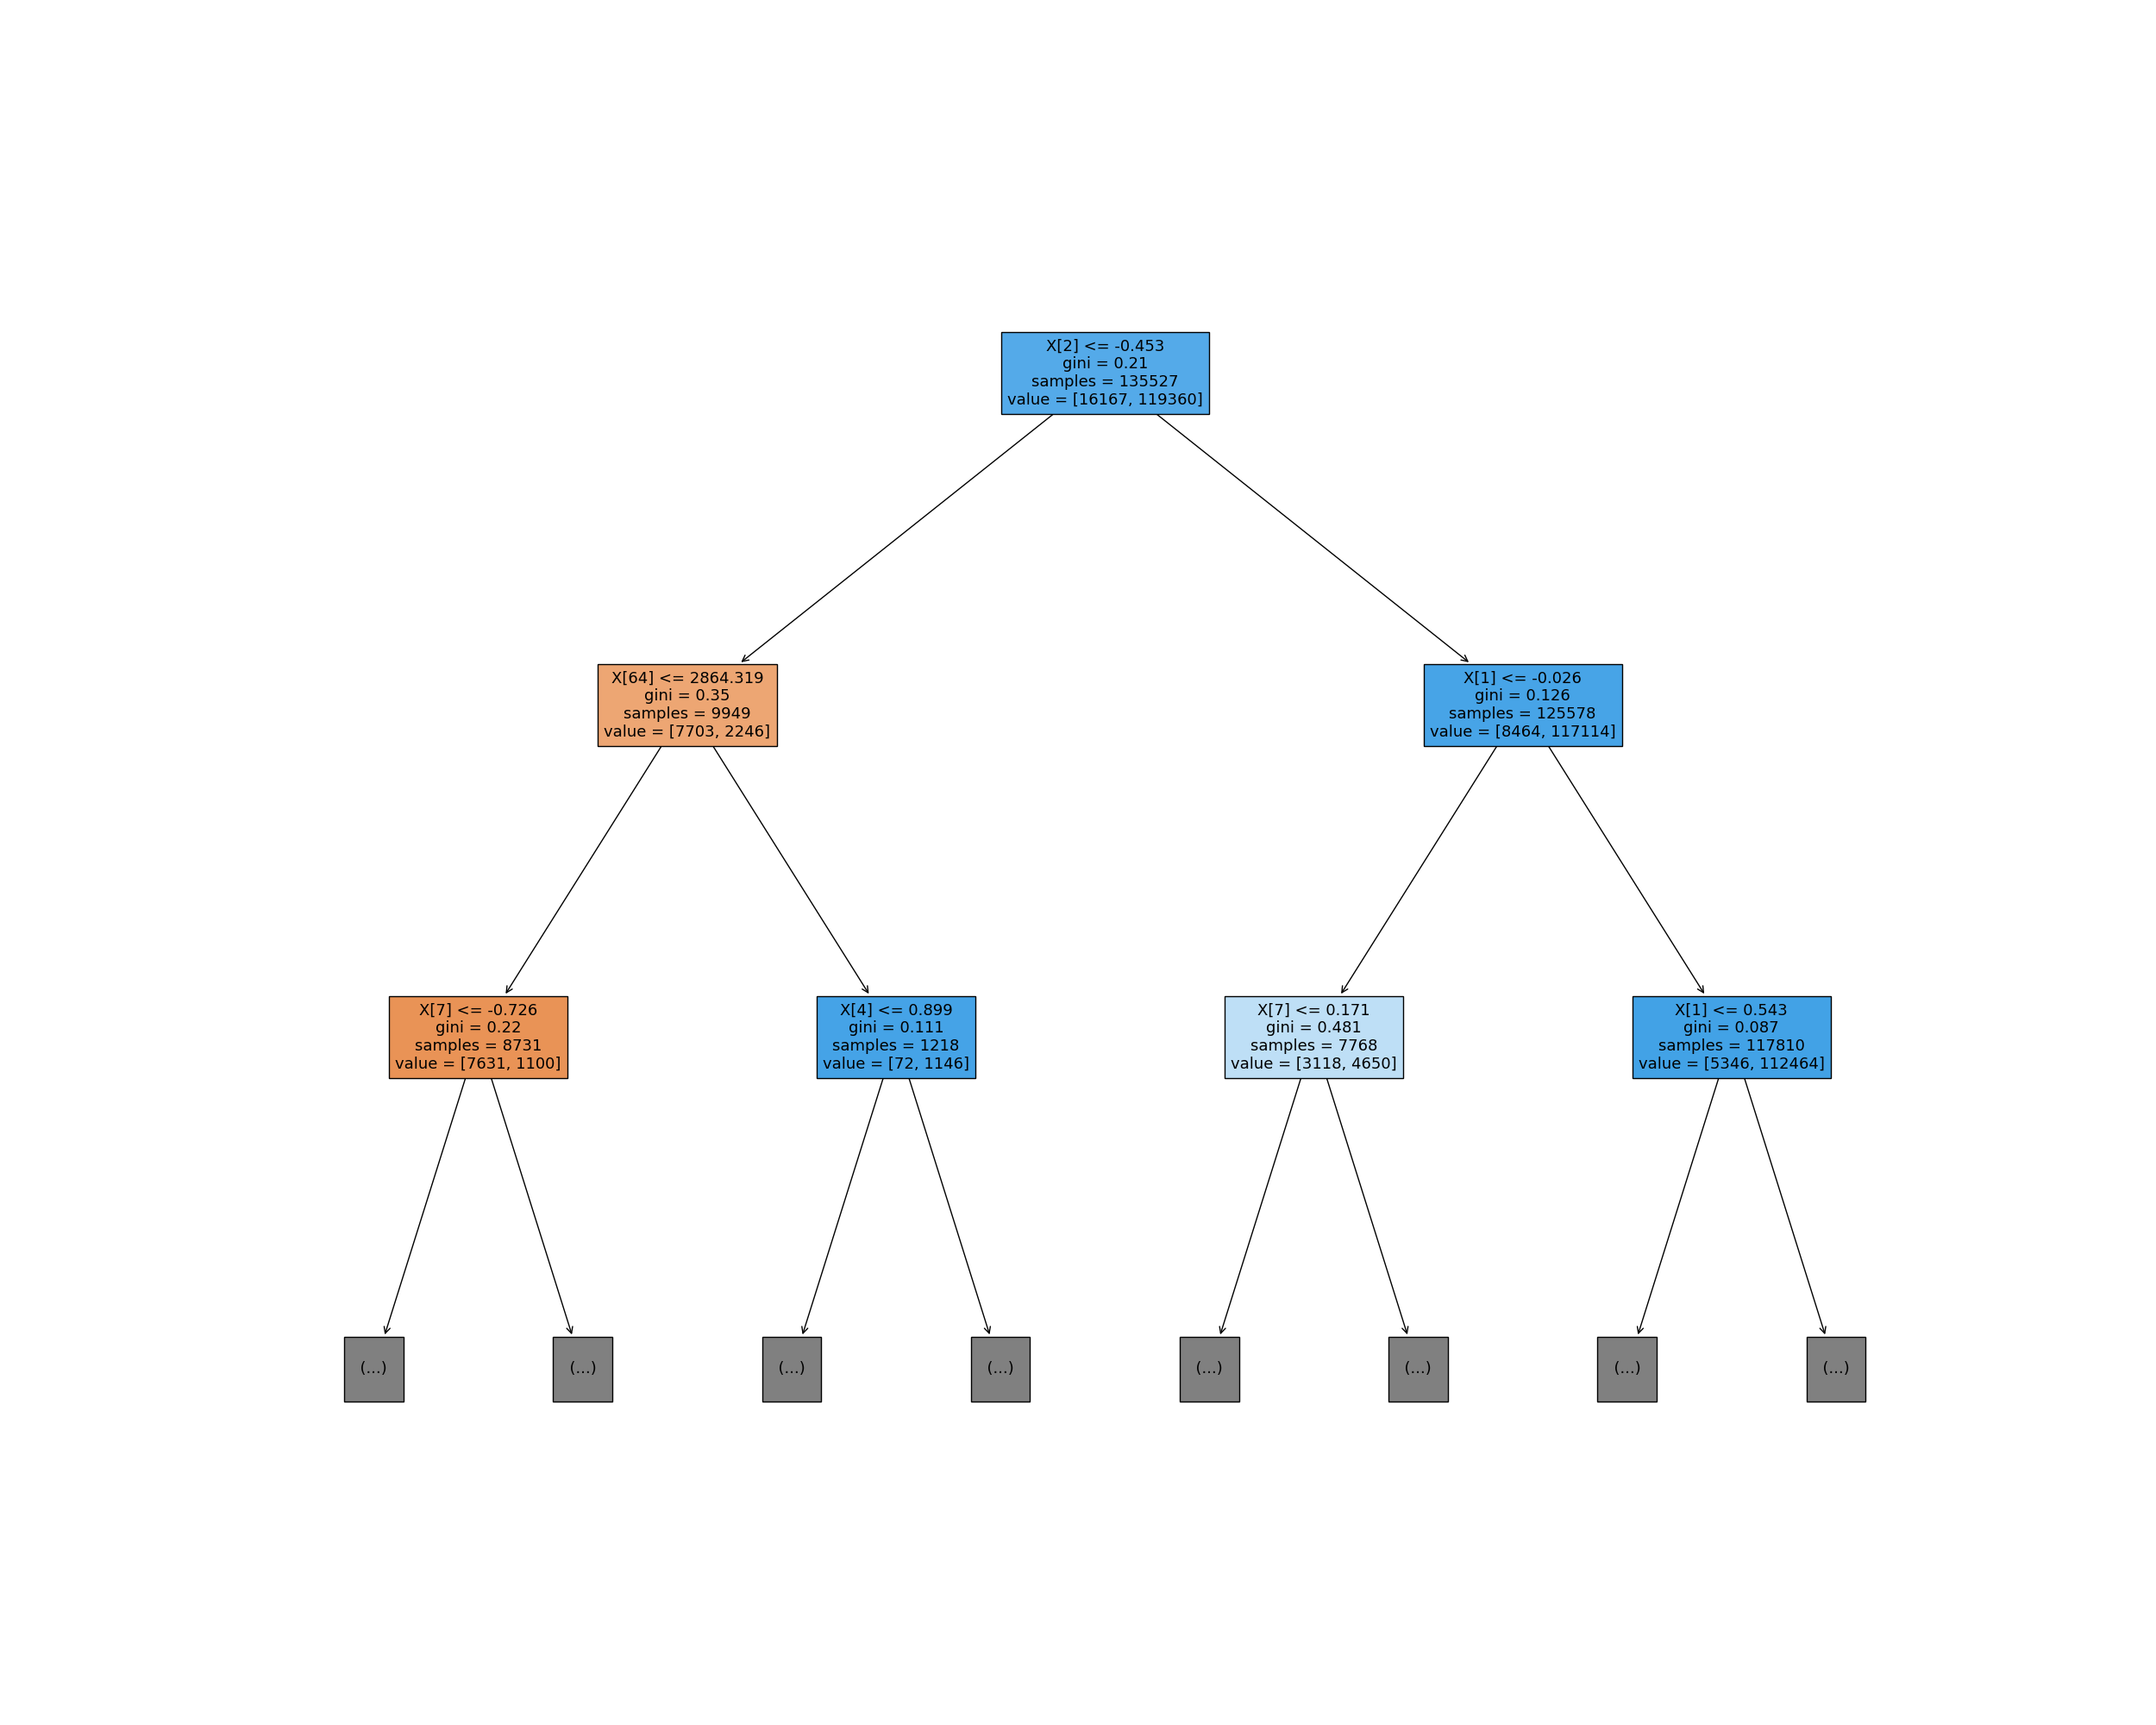 X[2] <= -0.453
gini = 0.21
samples = 135527
value = [16167, 119360]
X[64] <= 2864.319
gini = 0.35
samples = 9949
value = [7703, 2246]
X[1] <= -0.026
gini = 0.126
samples = 125578
value = [8464, 117114]
X[7] <= -0.726
gini = 0.22
samples = 8731
value = [7631, 1100]
X[4] <= 0.899
gini = 0.111
samples = 1218
value = [72, 1146]
X[7] <= 0.171
gini = 0.481
samples = 7768
value = [3118, 4650]
X[1] <= 0.543
gini = 0.087
samples = 117810
value = [5346, 112464]
(...)
(...)
(...)
(...)
(...)
(...)
(...)
(...)